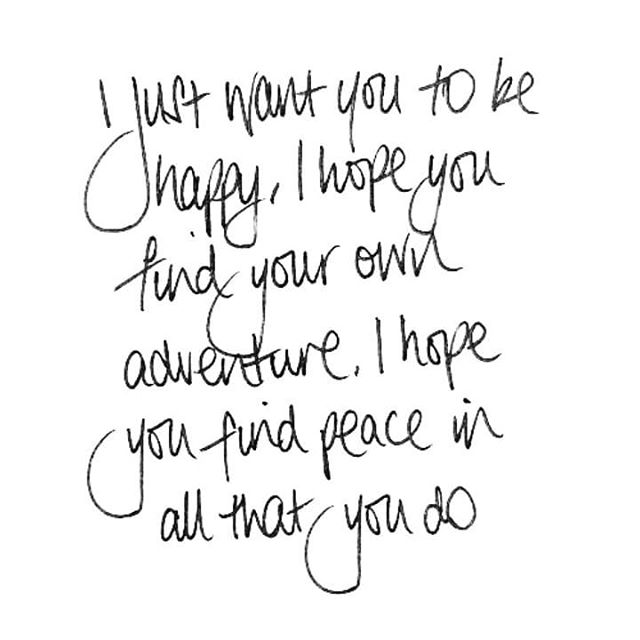 I just want you to be
happy. I hope you
find your own
adventure. I hope
you find peace in
all that you do